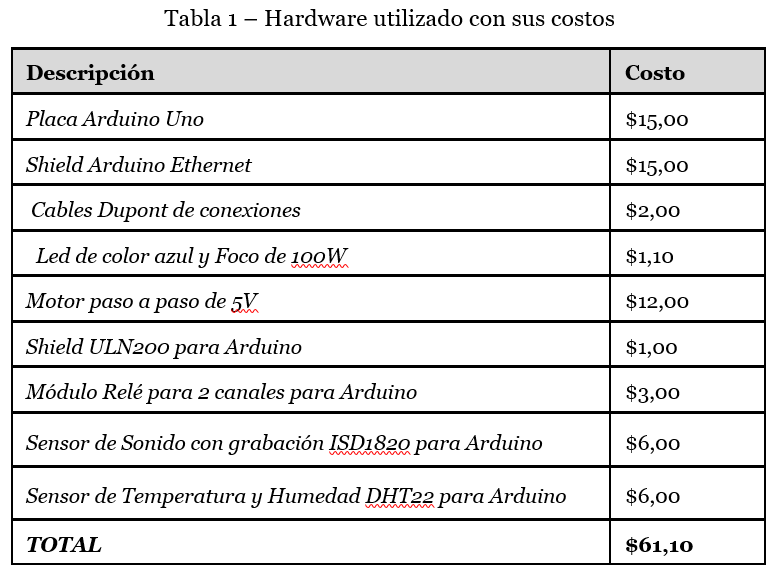 Tabla 1 – Hardware utilizado con sus costos
Descripción Costo
Placa Arduino Uno $15,00
Shield Arduino Ethernet $15,00
Cables Dupont de conexiones $2,00
Led de color azul y Foco de 100W $1,10
Motor paso a paso de 5V $12,00
Shield ULN200 para Arduino $1,00
Módulo Relé para 2 canales para Arduino $3,00
Sensor de Sonido con grabación ISD1820 para Arduino $6,00
Sensor de Temperatura y Humedad DHT22 para Arduino $6,00
TOTAL $61,10